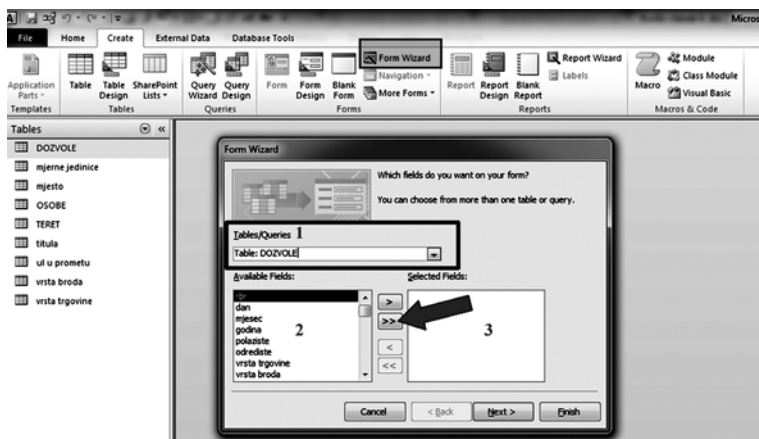 Micros
File Home Create External Data Database Tools
Application Parts
Table
Table Design
SharePoint Lists
Query Wizard
Query Design
Form
Form Design
Blank Form
Form Wizard
Navigation
More Forms
Report
Report Design
Blank Report
Report Wizard
Labels
Macro
Module
Class Module
Visual Basic
Templates Tables Queries Forms Reports Macros & Code
Tables
DOZVOLE
mjerne jedinice
mjesto
OSOBE
TERET
titula
ul u prometu
vrsta broda
vrsta trgovine
Form Wizard
Which fields do you want on your form?
You can choose from more than one table or query.
Tables/Queries 1
Table: DOZVOLE
Available Fields: Selected Fields:
rbr
dan
mjesec
godina
polaziste
odrediste
vrsta trgovine
vrsta broda
2
>
>>
<
<<
3
Cancel < Back Next > Finish